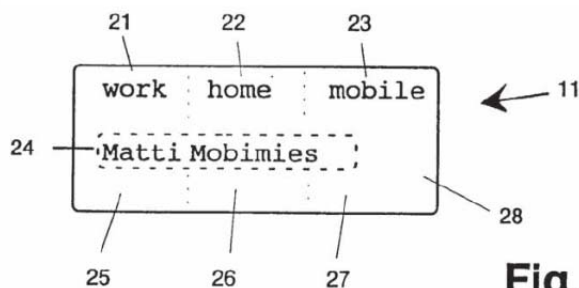 21 22 23
work home mobile 11
24 Matti Mobimies
28
25 26 27
Fig